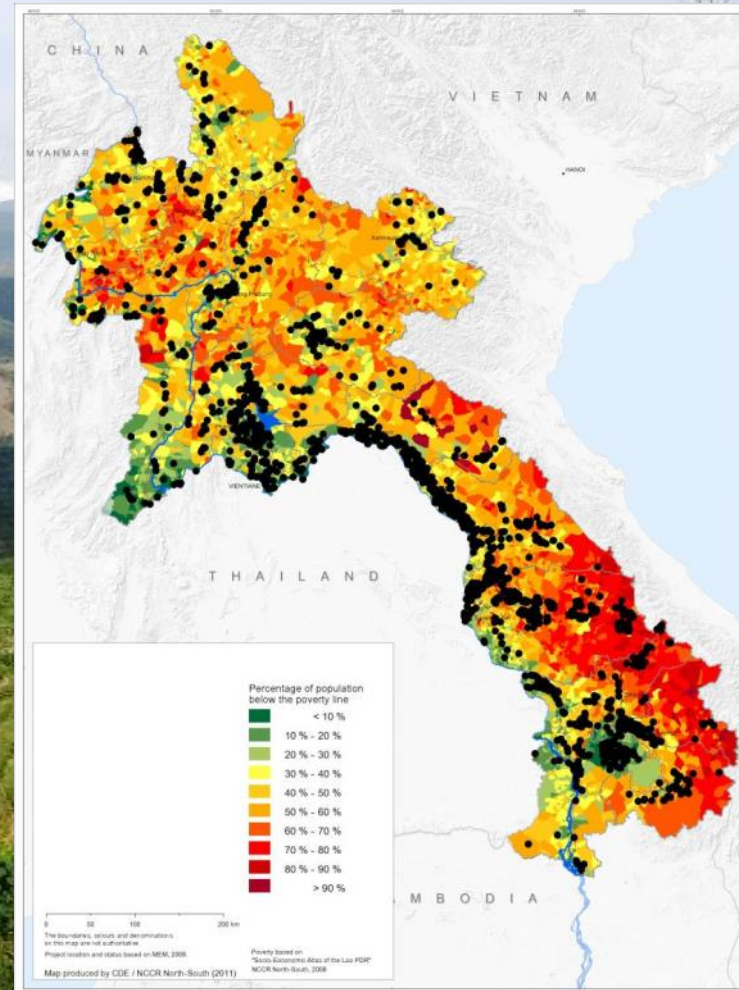 CHINA
VIETNAM
MYANMAR
HANOI
VIENTIANE
THAILAND
Percentage of population
below the poverty line
< 10 %
10 % - 20 %
20 % - 30 %
30 % - 40 %
40 % - 50 %
50 % - 60 %
60 % - 70 %
70 % - 80 %
80 % - 90 %
> 90 %
AMBODIA
0 50 100 200 km
The boundaries, colours and denominations
on this map are not authoritative
Project location and status based on MEM, 2009
Map produced by CDE / NCCR North-South (2011)
Poverty based on
"Socio-Economic Atlas of the Lao PDR"
NCCR North-South, 2008